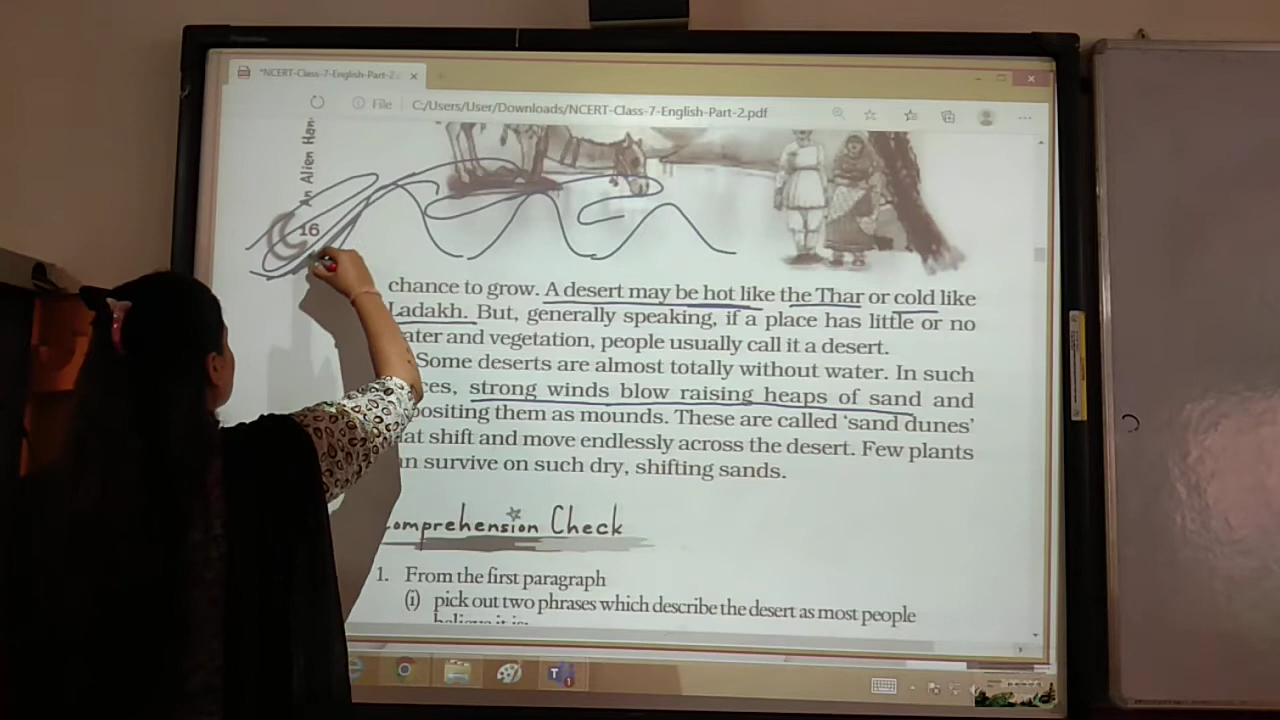 *NCERT-Class-7-English-Part-2.
File C:/Users/User/Downloads/NCERT-Class-7-English-Part-2.pdf
An Alien Han
16
chance to grow. A desert may be hot like the Thar or cold like
Ladakh. But, generally speaking, if a place has little or no
ater and vegetation, people usually call it a desert.
Some deserts are almost totally without water. In such
ces, strong winds blow raising heaps of sand and
positing them as mounds. These are called ‘sand dunes’
at shift and move endlessly across the desert. Few plants
n survive on such dry, shifting sands.
omprehension Check
1. From the first paragraph
(i) pick out two phrases which describe the desert as most people